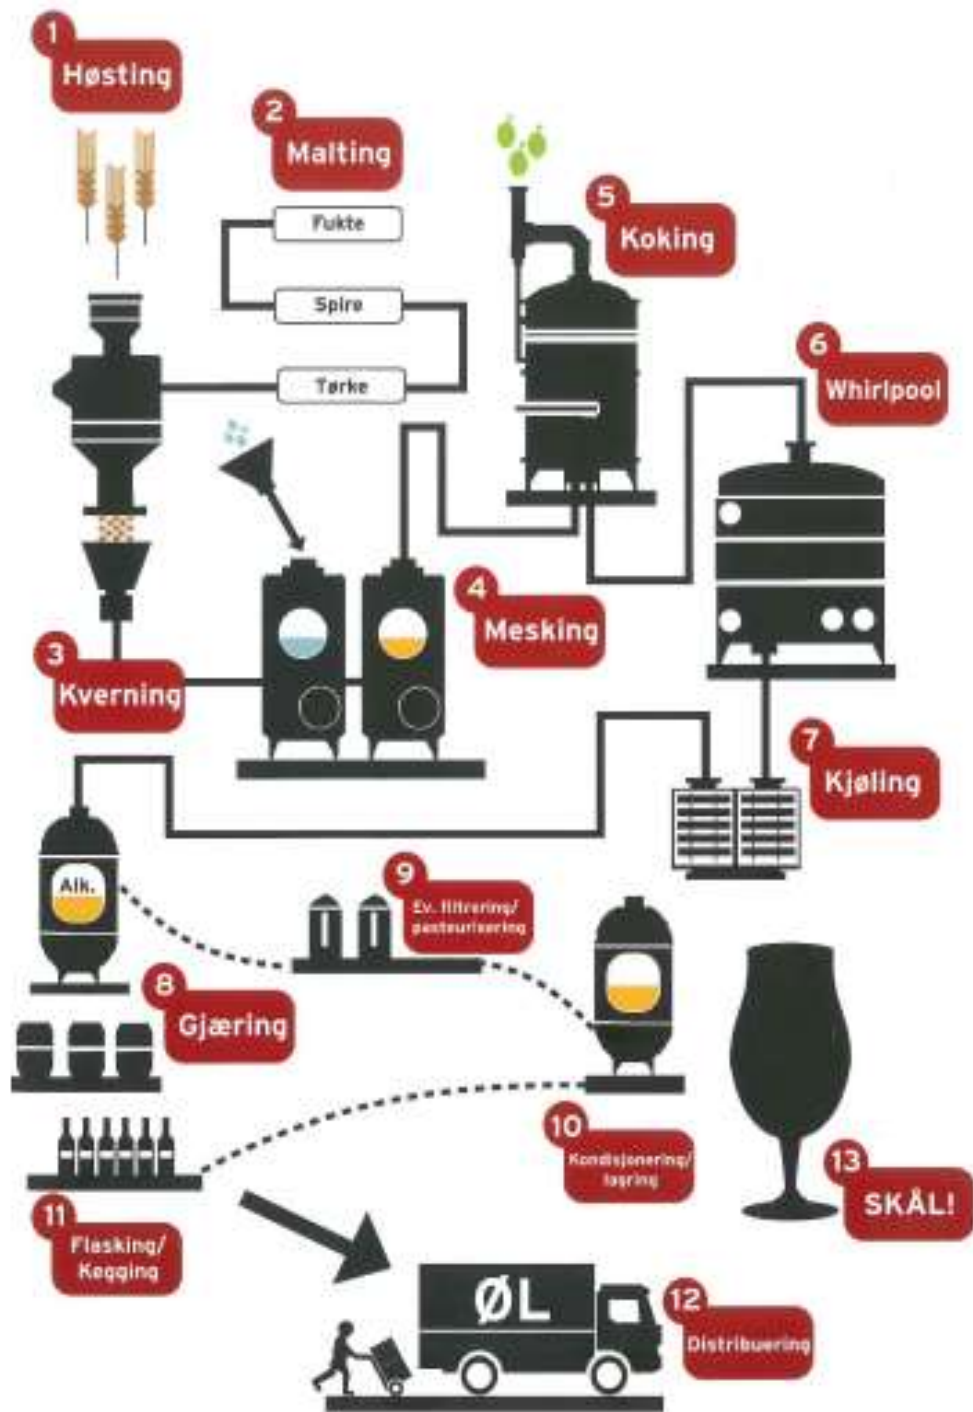 1
Høsting
2
Malting
Fukte
Spire
Tørke
3
Kverning
4
Mesking
5
Koking
6
Whirlpool
7
Kjøling
8
Gjæring
Alk.
9
Ev. filtrering/
pasteurisering
10
Kondisjonering/
lagring
11
Flasking/
Kegging
12
Distribuering
ØL
13
SKÅL!